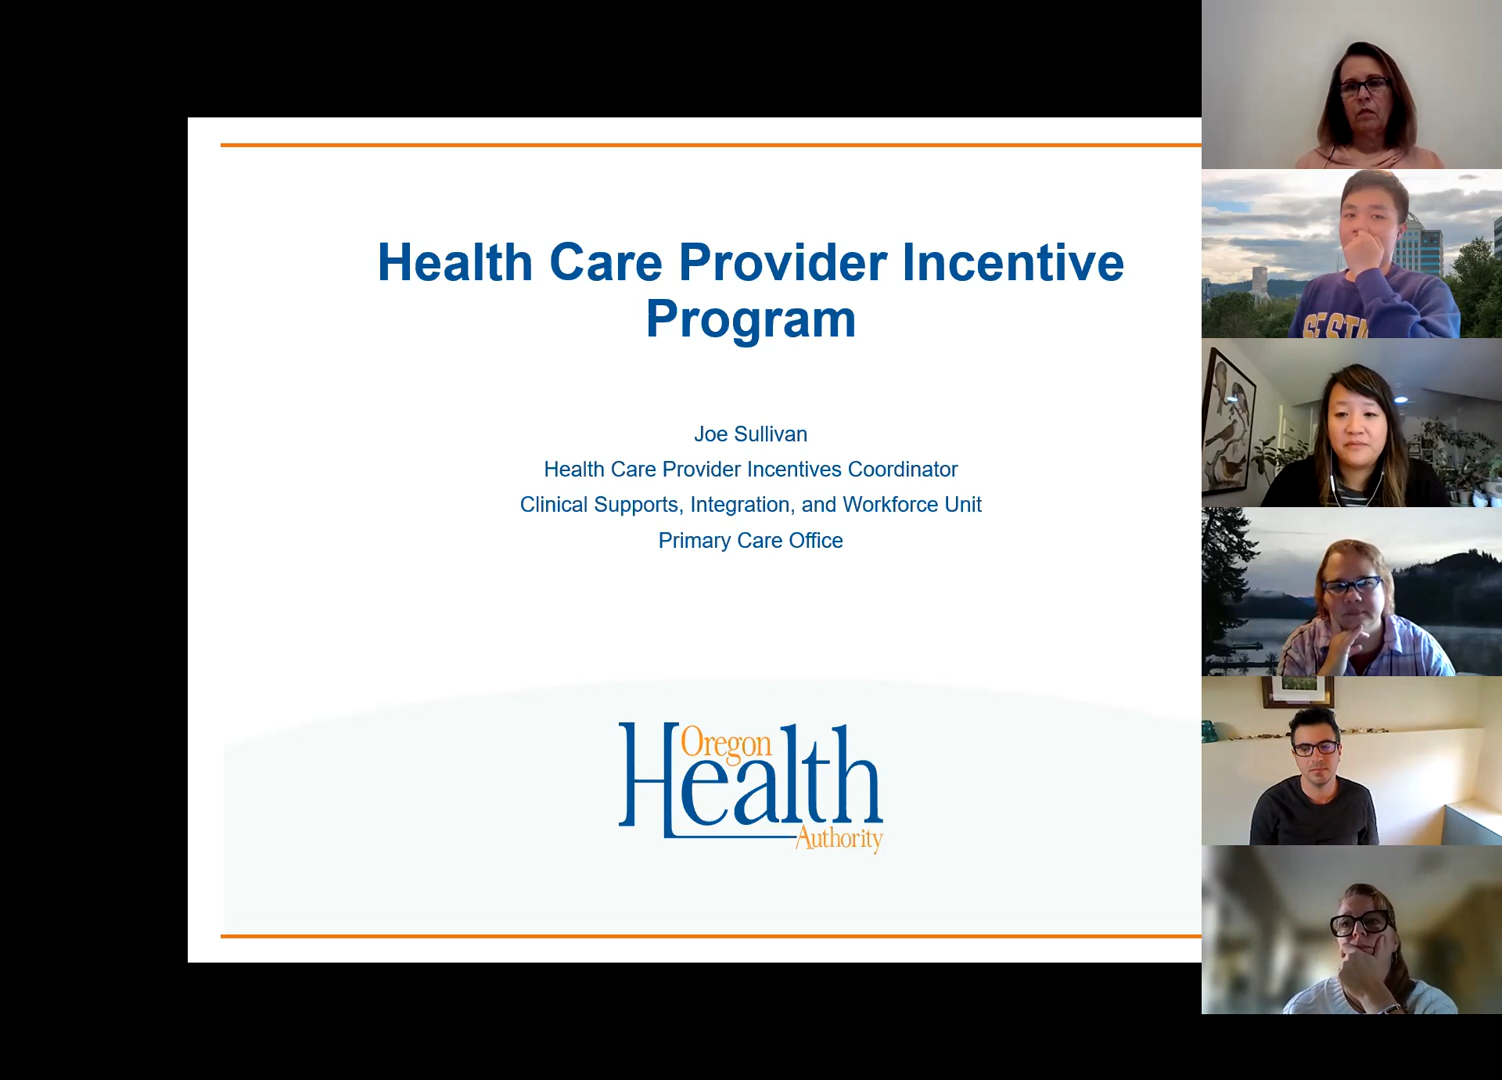 Health Care Provider Incentive
Program
Joe Sullivan
Health Care Provider Incentives Coordinator
Clinical Supports, Integration, and Workforce Unit
Primary Care Office
Oregon
Health
Authority